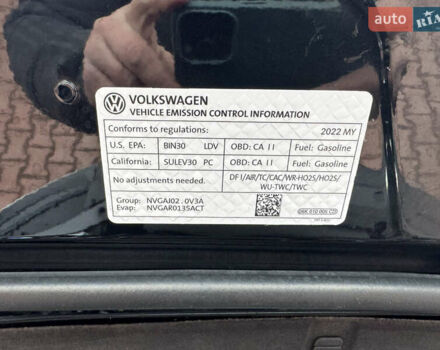 auto RIA
VOLKSWAGEN
VEHICLE EMISSION CONTROL INFORMATION
Conforms to regulations: 2022 MY
U.S. EPA: BIN30 LDV OBD: CA II Fuel: Gasoline
California: SULEV30 PC OBD: CA II Fuel: Gasoline
No adjustments needed. DFI/AIR/TC/CAC/WR-HO2S/HO2S/
WU-TWC/TWC
Group: NVGAJ02.0V3A
Evap: NVGAR0135ACT